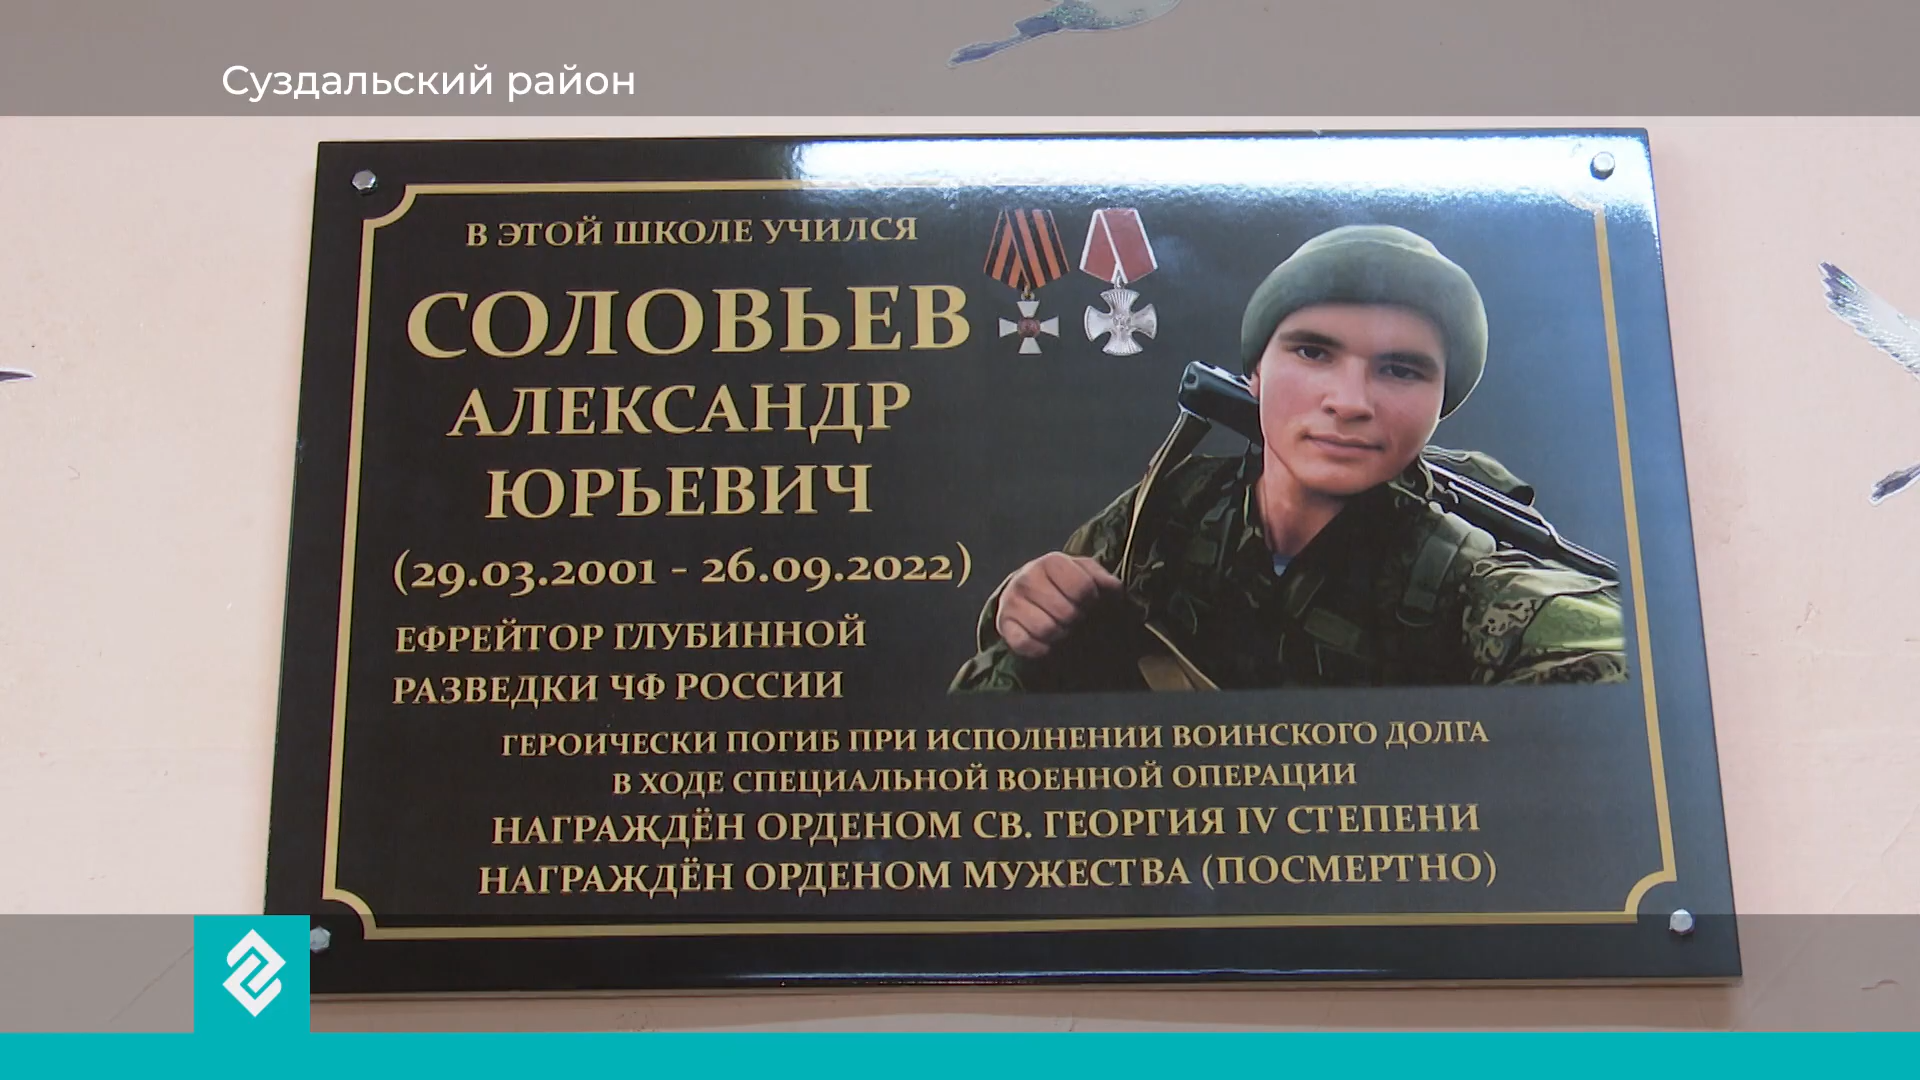 Суздальский район
В ЭТОЙ ШКОЛЕ УЧИЛСЯ
СОЛОВЬЕВ
АЛЕКСАНДР
ЮРЬЕВИЧ
(29.03.2001 - 26.09.2022)
ЕФРЕЙТОР ГЛУБИННОЙ
РАЗВЕДКИ ЧФ РОССИИ
ГЕРОИЧЕСКИ ПОГИБ ПРИ ИСПОЛНЕНИИ ВОИНСКОГО ДОЛГА
В ХОДЕ СПЕЦИАЛЬНОЙ ВОЕННОЙ ОПЕРАЦИИ
НАГРАЖДЁН ОРДЕНОМ СВ. ГЕОРГИЯ IV СТЕПЕНИ
НАГРАЖДЁН ОРДЕНОМ МУЖЕСТВА (ПОСМЕРТНО)